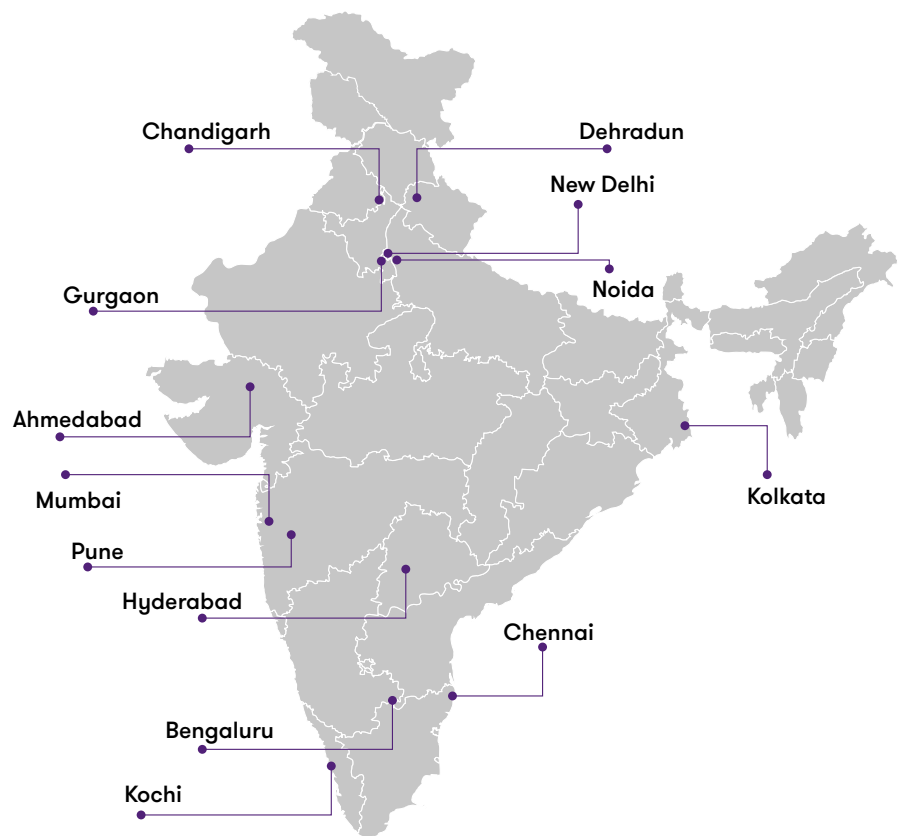 Chandigarh
Dehradun
New Delhi
Gurgaon
Noida
Ahmedabad
Mumbai
Kolkata
Pune
Hyderabad
Chennai
Bengaluru
Kochi